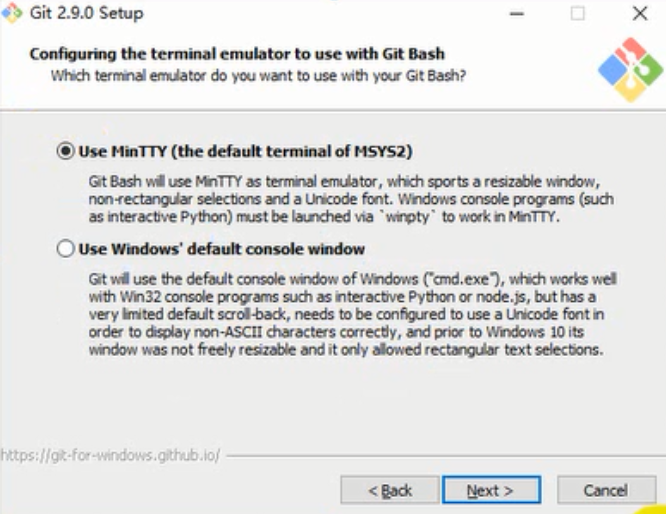 Git 2.9.0 Setup
Configuring the terminal emulator to use with Git Bash
Which terminal emulator do you want to use with your Git Bash?
Use MinTTY (the default terminal of MSYS2)
Git Bash will use MinTTY as terminal emulator, which sports a resizable window,
non-rectangular selections and a Unicode font. Windows console programs (such
as interactive Python) must be launched via `winpty` to work in MinTTY.
Use Windows' default console window
Git will use the default console window of Windows ("cmd.exe"), which works well
with Win32 console programs such as interactive Python or node.js, but has a
very limited default scroll-back, needs to be configured to use a Unicode font in
order to display non-ASCII characters correctly, and prior to Windows 10 its
window was not freely resizable and it only allowed rectangular text selections.
https://git-for-windows.github.io/
< Back Next > Cancel